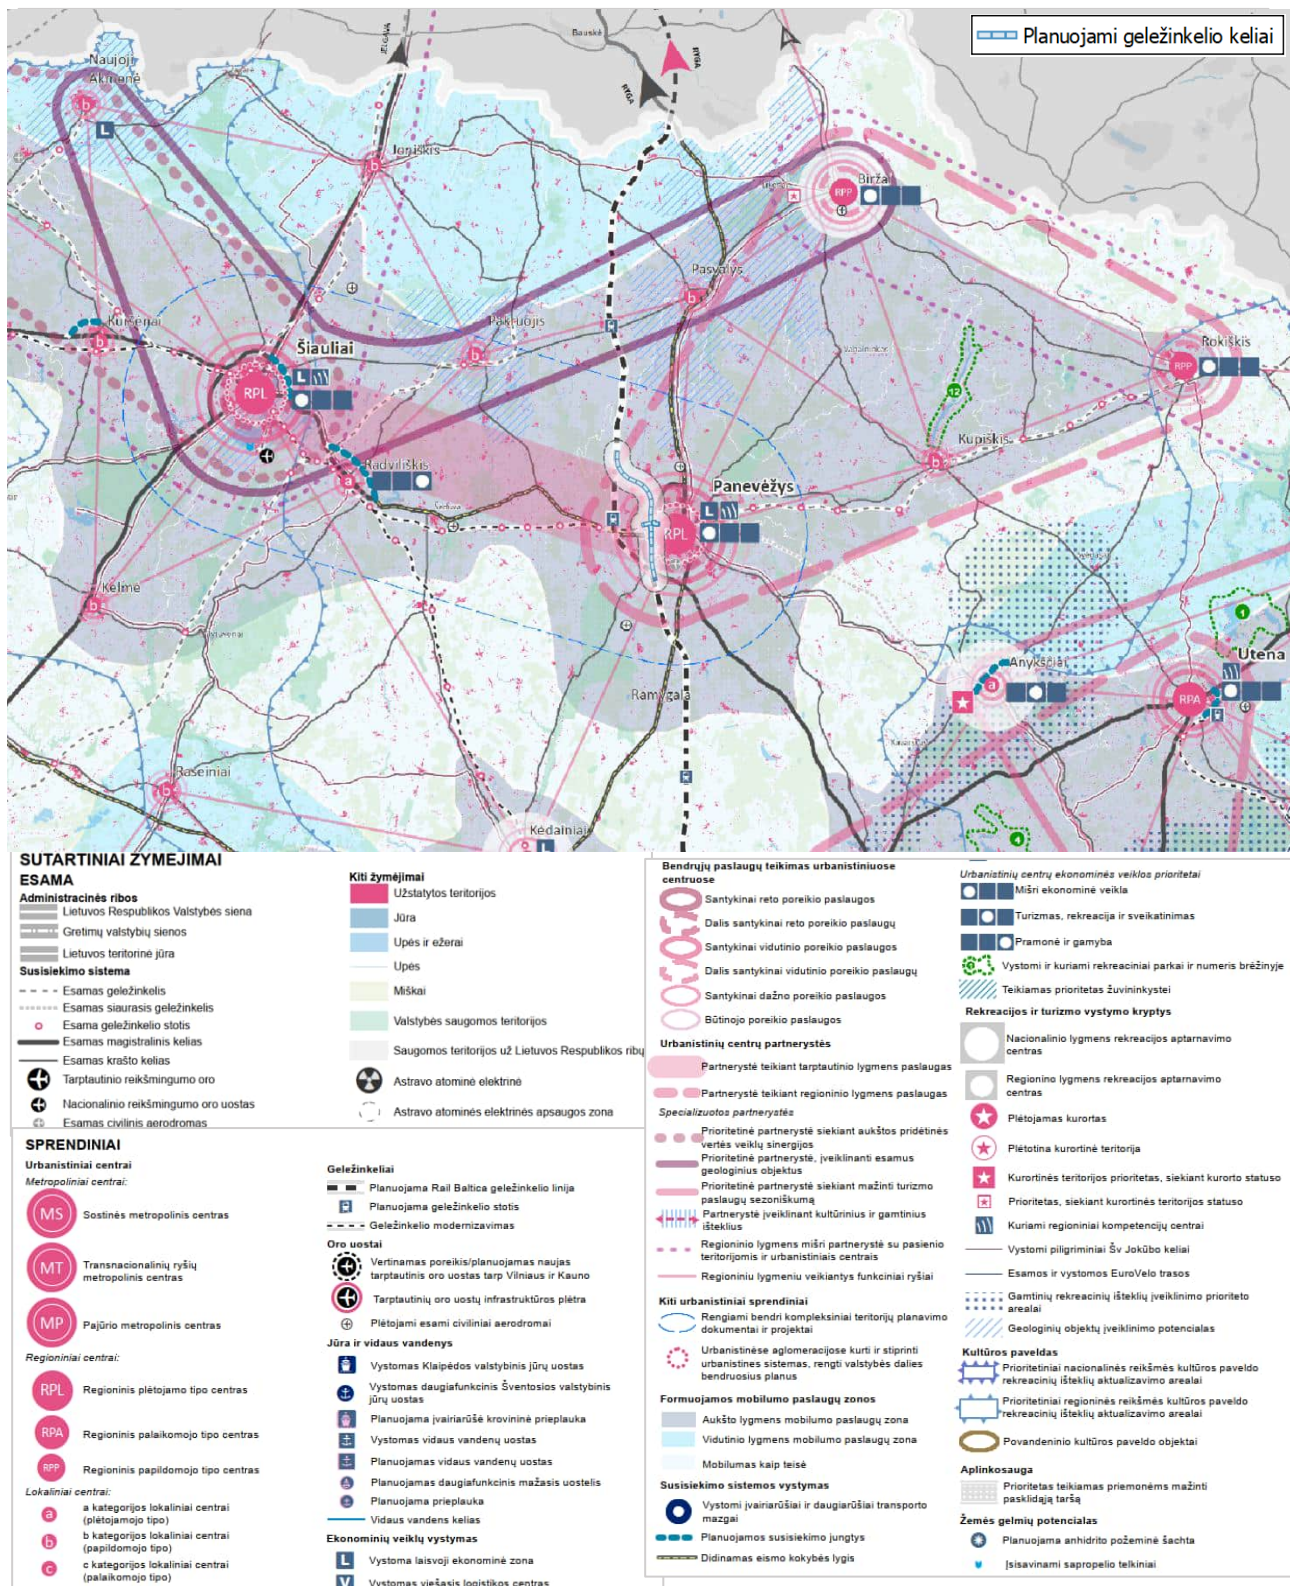 Planuojami geležinkelio keliai
JELGAVA
Bauskė
RYGA
RYGA
Naujoji
Akmenė
Joniškis
Biržai
RPP
Pasvalys
Pakruojis
Kuršėnai
Šiauliai
RPL
Rokiškis
RPP
12
Kupiškis
Radviliškis
Panevėžys
RPL
Kelmė
1
Utena
Anykščiai
RPA
Ramygala
Raseiniai
Kėdainiai
4
SUTARTINIAI ŽYMĖJIMAI
ESAMA
Administracinės ribos
Lietuvos Respublikos Valstybės siena
Gretimų valstybių sienos
Lietuvos teritorinė jūra
Susisiekimo sistema
Esamas geležinkelis
Esamas siaurasis geležinkelis
Esama geležinkelio stotis
Esamas magistralinis kelias
Esamas krašto kelias
Tarptautinio reikšmingumo oro
Nacionalinio reikšmingumo oro uostas
Esamas civilinis aerodromas
Kiti žymėjimai
Užstatytos teritorijos
Jūra
Upės ir ežerai
Upės
Miškai
Valstybės saugomos teritorijos
Saugomos teritorijos už Lietuvos Respublikos ribų
Astravo atominė elektrinė
Astravo atominės elektrinės apsaugos zona
SPRENDINIAI
Urbanistiniai centrai
Metropoliniai centrai:
MS Sostinės metropolinis centras
MT Transnacionalinių ryšių
metropolinis centras
MP Pajūrio metropolinis centras
Regioniniai centrai:
RPL Regioninis plėtojamo tipo centras
RPA Regioninis palaikomojo tipo centras
RPP Regioninis papildomojo tipo centras
Lokaliniai centrai:
a a kategorijos lokaliniai centrai
(plėtojamojo tipo)
b b kategorijos lokaliniai centrai
(papildomojo tipo)
c c kategorijos lokaliniai centrai
(palaikomojo tipo)
Geležinkeliai
Planuojama Rail Baltica geležinkelio linija
Planuojama geležinkelio stotis
Geležinkelio modernizavimas
Oro uostai
Vertinamas poreikis/planuojamas naujas
tarptautinis oro uostas tarp Vilniaus ir Kauno
Tarptautinių oro uostų infrastruktūros plėtra
Plėtojami esami civiliniai aerodromai
Jūra ir vidaus vandenys
Vystomas Klaipėdos valstybinis jūrų uostas
Vystomas daugiafunkcinis Šventosios valstybinis
jūrų uostas
Planuojama įvairiarūšė krovininė prieplauka
Vystomas vidaus vandenų uostas
Planuojamas vidaus vandenų uostas
Planuojamas daugiafunkcinis mažasis uostelis
Planuojama prieplauka
Vidaus vandens kelias
Ekonominių veiklų vystymas
L Vystoma laisvoji ekonominė zona
V Vystomas viešasis logistikos centras
Bendrųjų paslaugų teikimas urbanistiniuose
centruose
Santykinai reto poreikio paslaugos
Dalis santykinai reto poreikio paslaugų
Santykinai vidutinio poreikio paslaugos
Dalis santykinai vidutinio poreikio paslaugų
Santykinai dažno poreikio paslaugos
Būtinojo poreikio paslaugos
Urbanistinių centrų partnerystės
Partnerystė teikiant tarptautinio lygmens paslaugas
Partnerystė teikiant regioninio lygmens paslaugas
Specializuotos partnerystės
Prioritetinė partnerystė siekiant aukštos pridėtinės
vertės veiklų sinergijos
Prioritetinė partnerystė, įveiklinanti esamus
geologinius objektus
Prioritetinė partnerystė siekiant mažinti turizmo
paslaugų sezoniškumą
Partnerystė įveiklinant kultūrinius ir gamtinius
išteklius
Regioninio lygmens mišri partnerystė su pasienio
teritorijomis ir urbanistiniais centrais
Regioniniu lygmeniu veikiantys funkciniai ryšiai
Kiti urbanistiniai sprendiniai
Rengiami bendri kompleksiniai teritorijų planavimo
dokumentai ir projektai
Urbanistinėse aglomeracijose kurti ir stiprinti
urbanistines sistemas, rengti valstybės dalies
bendruosius planus
Formuojamos mobilumo paslaugų zonos
Aukšto lygmens mobilumo paslaugų zona
Vidutinio lygmens mobilumo paslaugų zona
Mobilumas kaip teisė
Susisiekimo sistemos vystymas
Vystomi įvairiarūšiai ir daugiarūšiai transporto
mazgai
Planuojamos susisiekimo jungtys
Didinamas eismo kokybės lygis
Urbanistinių centrų ekonominės veiklos prioritetai
Mišri ekonominė veikla
Turizmas, rekreacija ir sveikatinimas
Pramonė ir gamyba
Vystomi ir kuriami rekreaciniai parkai ir numeris brėžinyje
Teikiamas prioritetas žuvininkystei
Rekreacijos ir turizmo vystymo kryptys
Nacionalinio lygmens rekreacijos aptarnavimo
centras
Regioninio lygmens rekreacijos aptarnavimo
centras
Plėtojamas kurortas
Plėtotina kurortinė teritorija
Kurortinės teritorijos prioritetas, siekiant kurorto statuso
Prioritetas, siekiant kurortinės teritorijos statuso
Kuriami regioniniai kompetencijų centrai
Vystomi piligriminiai Šv Jokūbo keliai
Esamos ir vystomos EuroVelo trasos
Gamtinių rekreacinių išteklių įveiklinimo prioriteto
arealai
Geologinių objektų įveiklinimo potencialas
Kultūros paveldas
Prioritetiniai nacionalinės reikšmės kultūros paveldo
rekreacinių išteklių aktualizavimo arealai
Prioritetiniai regioninės reikšmės kultūros paveldo
rekreacinių išteklių aktualizavimo arealai
Povandeninio kultūros paveldo objektai
Aplinkosauga
Prioritetas teikiamas priemonėms mažinti
pasklidąją taršą
Žemės gelmių potencialas
Planuojama anhidrito požeminė šachta
Įsisavinami sapropelio telkiniai